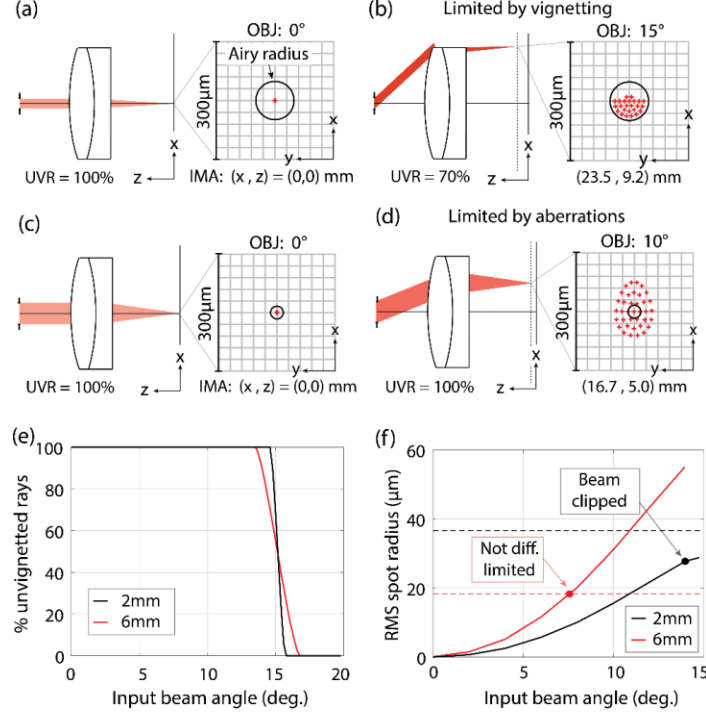 (a)
OBJ: 0°
Airy radius
300μm
x
z
y
UVR = 100%
IMA: (x , z) = (0,0) mm
(b)
Limited by vignetting
OBJ: 15°
300μm
x
x
z
y
UVR = 70%
(23.5 , 9.2) mm
(c)
OBJ: 0°
300μm
x
z
UVR = 100%
IMA: (x , z) = (0,0) mm
(d)
Limited by aberrations
OBJ: 10°
300μm
x
x
z
y
UVR = 100%
(16.7 , 5.0) mm
(e)
% unvignetted rays
100
80
60
40
20
0
2mm
6mm
0
5
10
15
20
Input beam angle (deg.)
(f)
RMS spot radius (μm)
60
40
20
0
Beam
clipped
Not diff.
limited
2mm
6mm
0
5
10
15
Input beam angle (deg.)